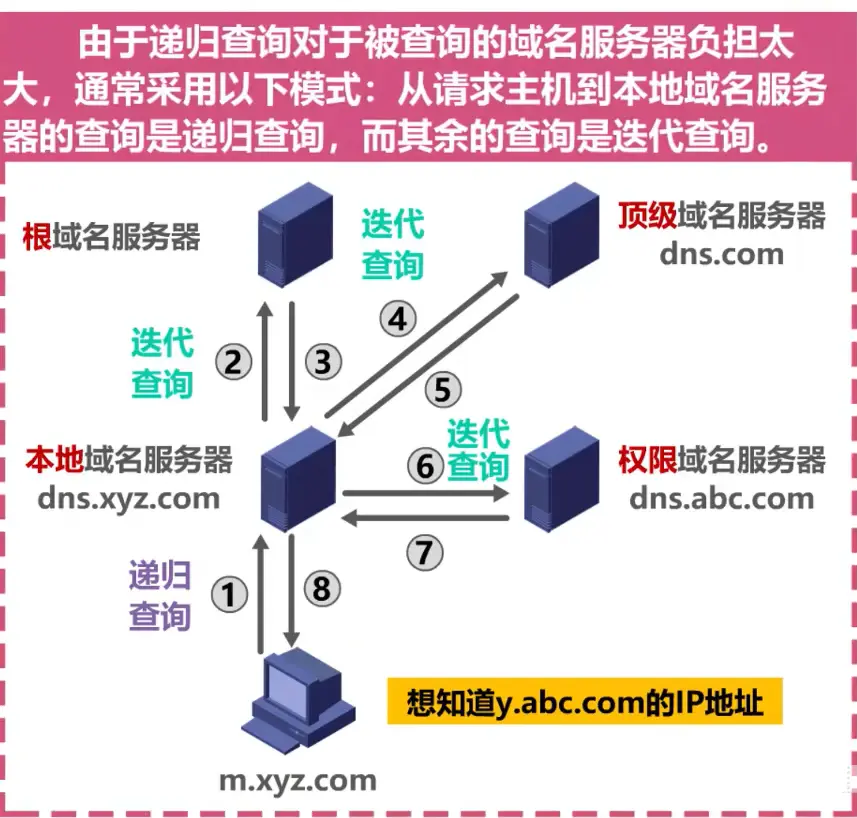 由于递归查询对于被查询的域名服务器负担太
大，通常采用以下模式：从请求主机到本地域名服务
器的查询是递归查询，而其余的查询是迭代查询。
根域名服务器
迭代
查询
顶级域名服务器
dns.com
迭代
查询
②
③
④
⑤
本地域名服务器
dns.xyz.com
迭代
查询
⑥
权限域名服务器
dns.abc.com
⑦
递归
查询
①
⑧
想知道y.abc.com的IP地址
m.xyz.com